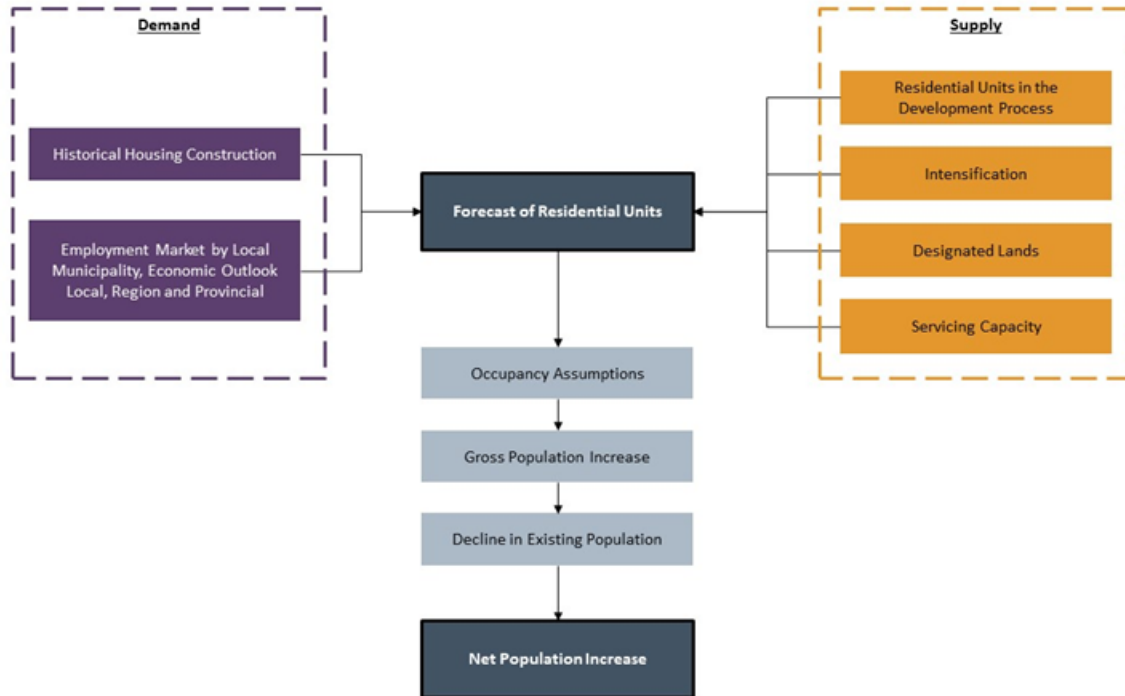 Demand
Historical Housing Construction
Employment Market by Local
Municipality, Economic Outlook
Local, Region and Provincial
Forecast of Residential Units
Supply
Residential Units in the
Development Process
Intensification
Designated Lands
Servicing Capacity
Occupancy Assumptions
Gross Population Increase
Decline in Existing Population
Net Population Increase